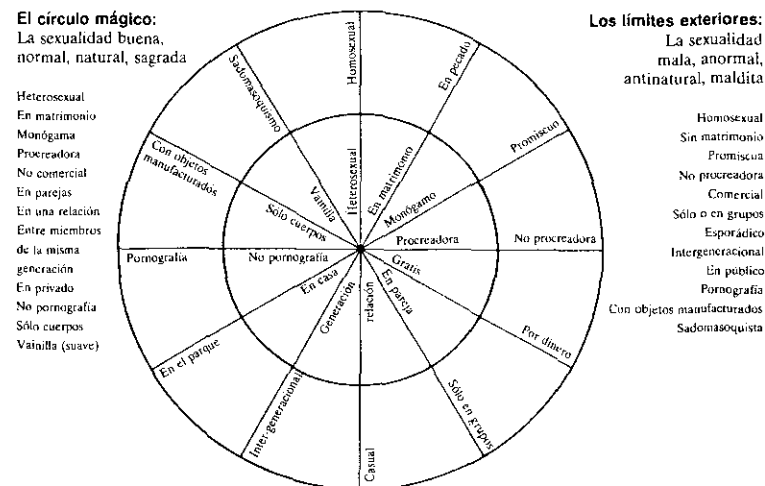 El círculo mágico:
La sexualidad buena,
normal, natural, sagrada
Heterosexual
En matrimonio
Monógama
Procreadora
No comercial
En parejas
En una relación
Entre miembros
de la misma
generación
En privado
No pornografía
Sólo cuerpos
Vainilla (suave)
Homosexual
En pecado
Promiscuo
No procreadora
Por dinero
Sólo en grupos
Casual
Inter-generacional
En el parque
Pornografía
Con objetos
manufacturados
Sadomasoquismo
Heterosexual
En matrimonio
Monógamo
Procreadora
Gratis
En pareja
relación
Generación
En casa
No pornografía
Sólo cuerpos
Vainilla
Los límites exteriores:
La sexualidad
mala, anormal,
antinatural, maldita
Homosexual
Sin matrimonio
Promiscua
No procreadora
Comercial
Sólo o en grupos
Esporádico
Intergeneracional
En público
Pornografía
Con objetos manufacturados
Sadomasoquista